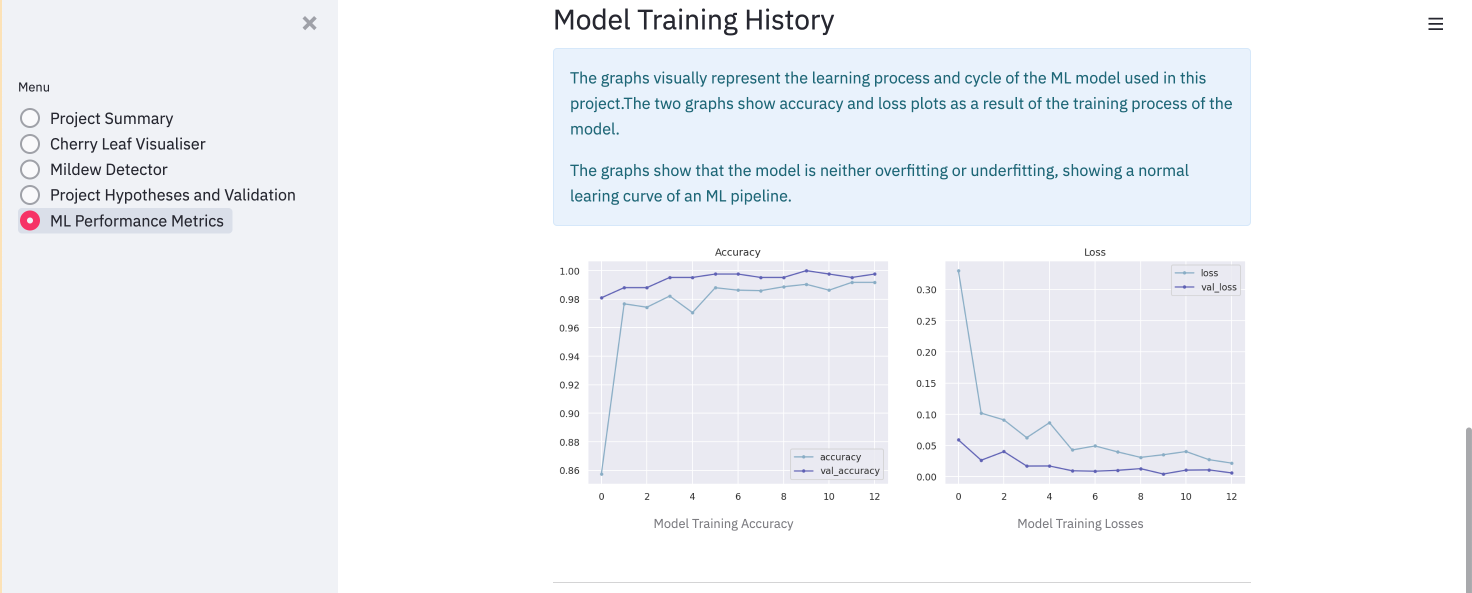 Model Training History
Menu
Project Summary
Cherry Leaf Visualiser
Mildew Detector
Project Hypotheses and Validation
ML Performance Metrics
The graphs visually represent the learning process and cycle of the ML model used in this
project.The two graphs show accuracy and loss plots as a result of the training process of the
model.
The graphs show that the model is neither overfitting or underfitting, showing a normal
learing curve of an ML pipeline.
Accuracy
1.00
0.98
0.96
0.94
0.92
0.90
0.88
0.86
accuracy
val_accuracy
0 2 4 6 8 10 12
Model Training Accuracy
Loss
loss
val_loss
0.30
0.25
0.20
0.15
0.10
0.05
0.00
0 2 4 6 8 10 12
Model Training Losses